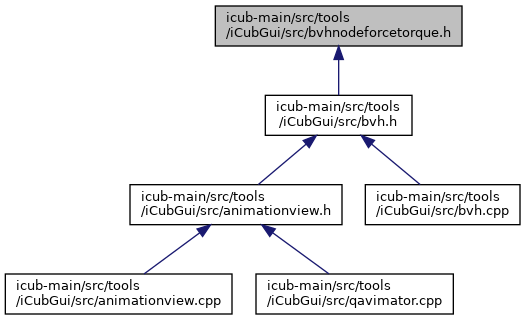 icub-main/src/tools
/iCubGui/src/bvhnodeforcetorque.h
icub-main/src/tools
/iCubGui/src/bvh.h
icub-main/src/tools
/iCubGui/src/animationview.h
icub-main/src/tools
/iCubGui/src/bvh.cpp
icub-main/src/tools
/iCubGui/src/animationview.cpp
icub-main/src/tools
/iCubGui/src/qavimator.cpp